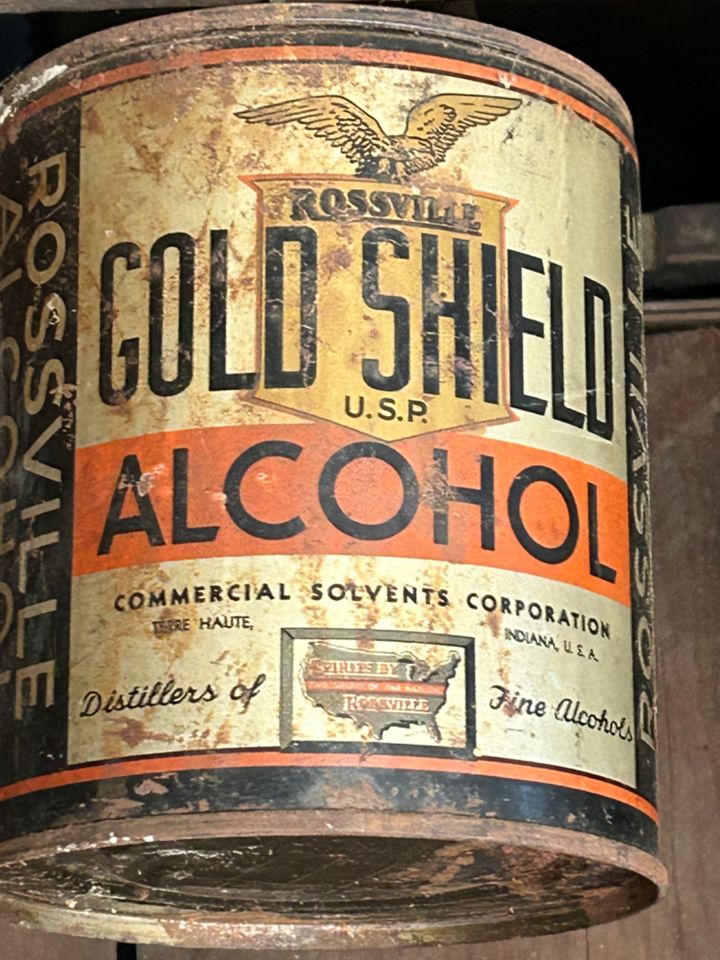 ROSSVILLE
GOLD SHIELD
U.S.P.
ALCOHOL
COMMERCIAL SOLVENTS CORPORATION
TERRE HAUTE, INDIANA, U.S.A.
Distillers of Fine Alcohols
SPIRITS BY
ROSSVILLE
ROSSVILLE
ALCOHOL
ROSSVILLE